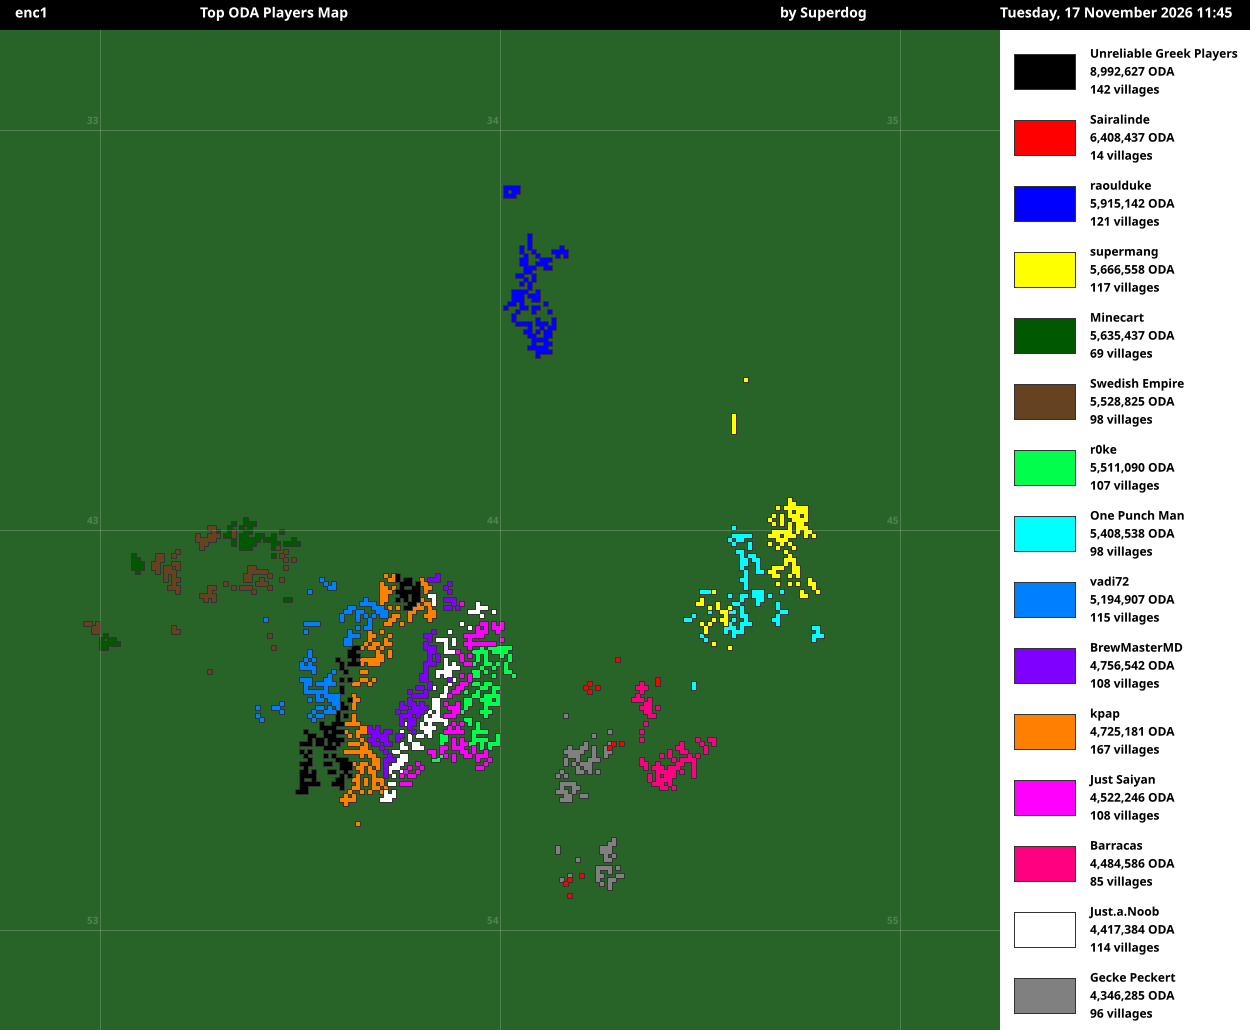 enc1
Top ODA Players Map
by Superdog
Tuesday, 17 November 2026 11:45
33
34
35
43
44
45
53
54
55
Unreliable Greek Players
8,992,627 ODA
142 villages
Sairalinde
6,408,437 ODA
14 villages
raoulduke
5,915,142 ODA
121 villages
supermang
5,666,558 ODA
117 villages
Minecart
5,635,437 ODA
69 villages
Swedish Empire
5,528,825 ODA
98 villages
r0ke
5,511,090 ODA
107 villages
One Punch Man
5,408,538 ODA
98 villages
vadi72
5,194,907 ODA
115 villages
BrewMasterMD
4,756,542 ODA
108 villages
kpap
4,725,181 ODA
167 villages
Just Saiyan
4,522,246 ODA
108 villages
Barracas
4,484,586 ODA
85 villages
Just.a.Noob
4,417,384 ODA
114 villages
Gecke Peckert
4,346,285 ODA
96 villages